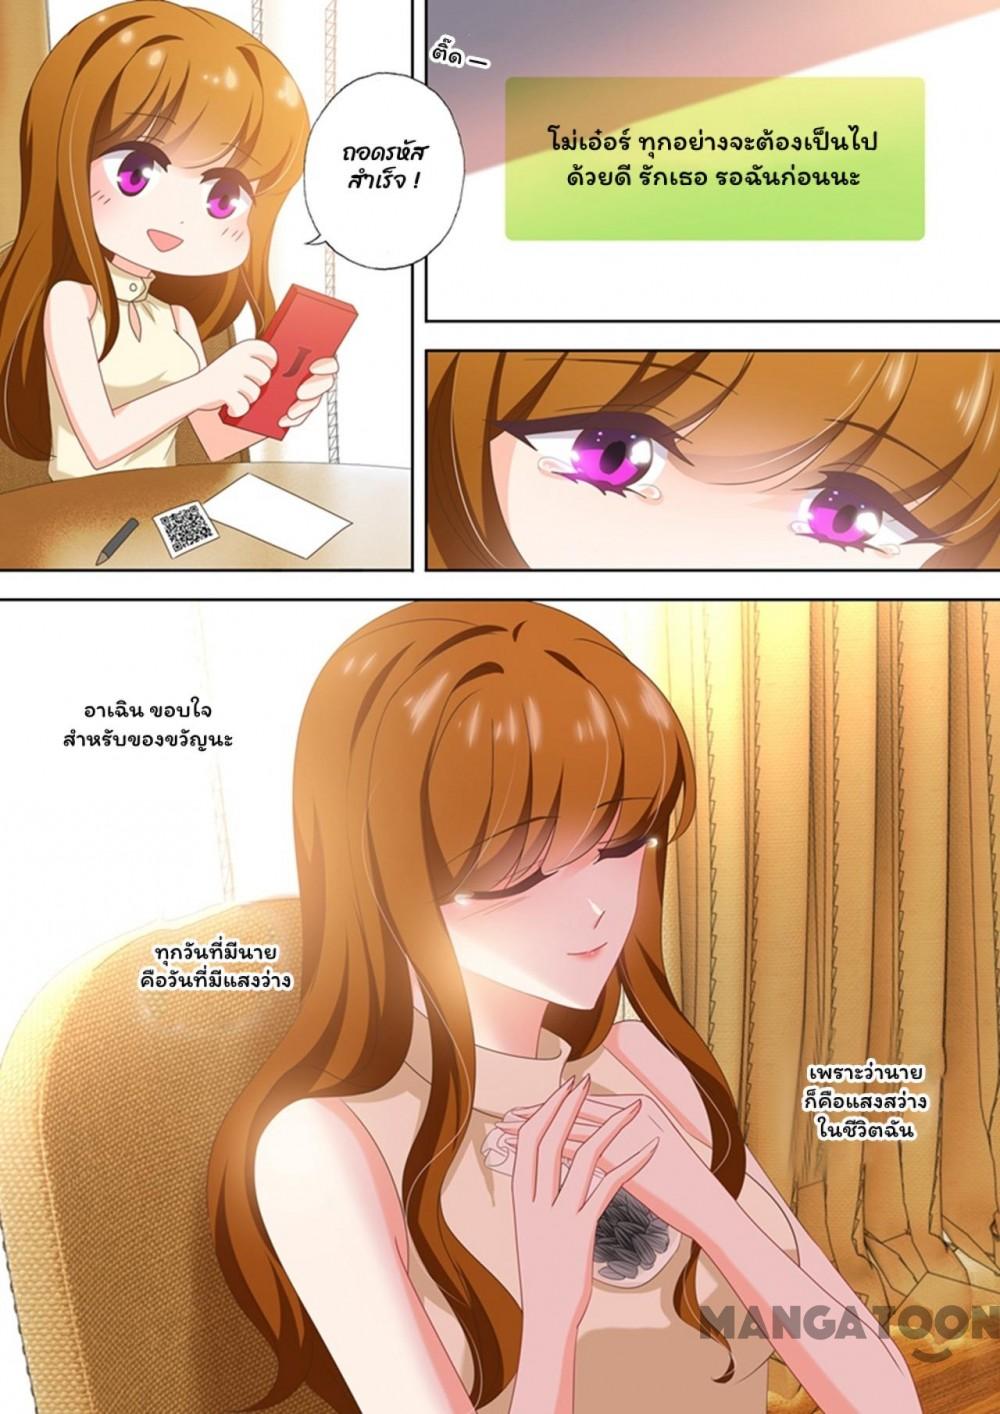 ถอดรหัส
สำเร็จ !
ติ๊ด —
โม่เอ๋อร์ ทุกอย่างจะต้องเป็นไป
ด้วยดี รักเธอ รอฉันก่อนนะ
J
อาเฉิน ขอบใจ
สำหรับของขวัญนะ
ทุกวันที่มีนาย
คือวันที่มีแสงว่าง
เพราะว่านาย
ก็คือแสงสว่าง
ในชีวิตฉัน
MANGATOON